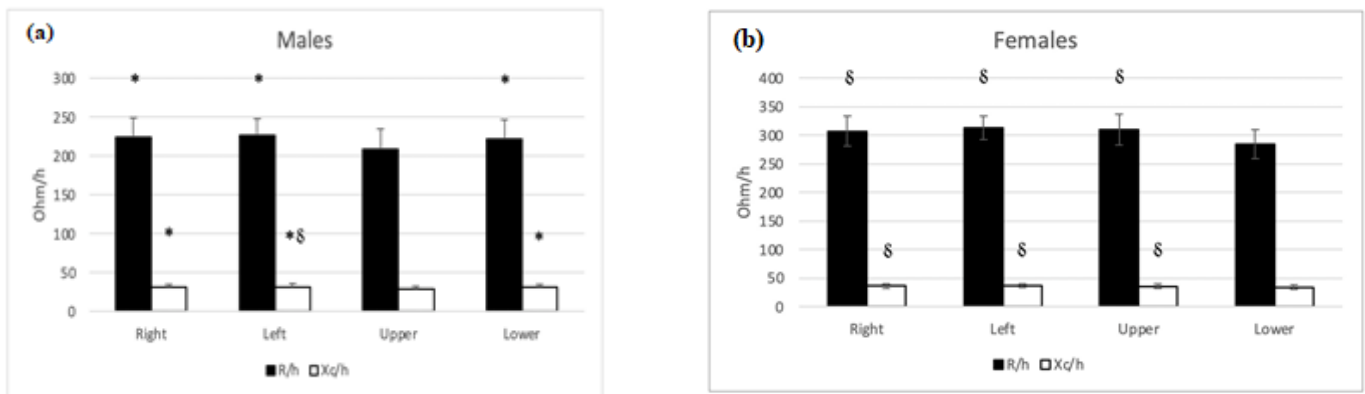 (a)
Males
300
250
200
150
100
50
0
Ohm/h
* * *
* *§ *
Right Left Upper Lower
R/h Xc/h
(b)
Females
400
350
300
250
200
150
100
50
0
Ohm/h
§ § §
§ § §
Right Left Upper Lower
R/h Xc/h